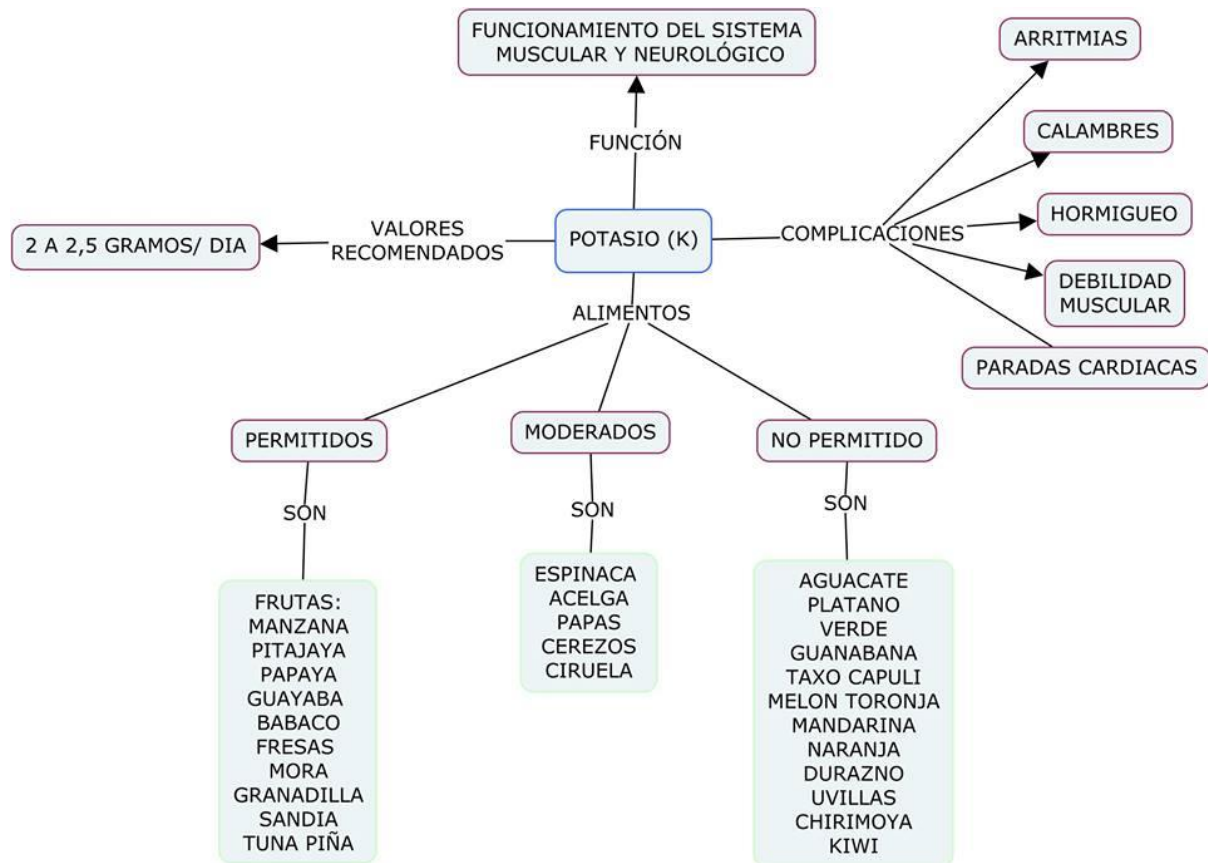 FUNCIONAMIENTO DEL SISTEMA
MUSCULAR Y NEUROLÓGICO
ARRITMIAS
CALAMBRES
FUNCIÓN
HORMIGUEO
VALORES
RECOMENDADOS
2 A 2,5 GRAMOS/ DIA
POTASIO (K)
COMPLICACIONES
DEBILIDAD
MUSCULAR
ALIMENTOS
PARADAS CARDIACAS
PERMITIDOS
MODERADOS
NO PERMITIDO
SON
SON
SON
FRUTAS:
MANZANA
PITAJAYA
PAPAYA
GUAYABA
BABACO
FRESAS
MORA
GRANADILLA
SANDIA
TUNA PIÑA
ESPINACA
ACELGA
PAPAS
CEREZOS
CIRUELA
AGUACATE
PLATANO
VERDE
GUANABANA
TAXO CAPULI
MELON TORONJA
MANDARINA
NARANJA
DURAZNO
UVILLAS
CHIRIMOYA
KIWI